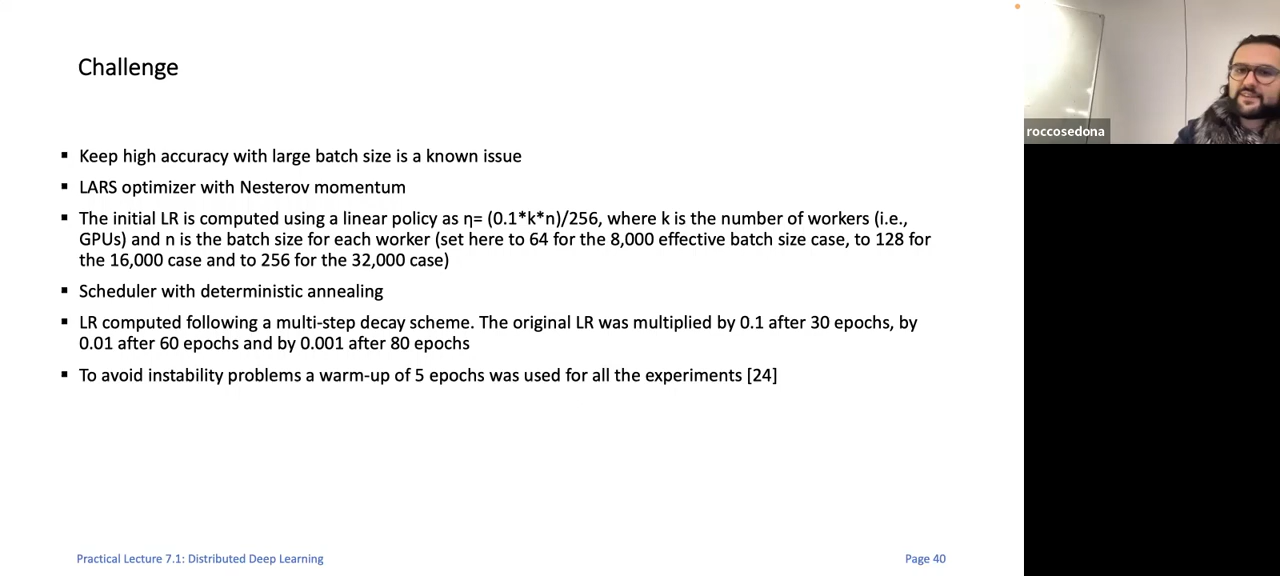 Challenge
▪ Keep high accuracy with large batch size is a known issue
▪ LARS optimizer with Nesterov momentum
▪ The initial LR is computed using a linear policy as η= (0.1*k*n)/256, where k is the number of workers (i.e.,
GPUs) and n is the batch size for each worker (set here to 64 for the 8,000 effective batch size case, to 128 for
the 16,000 case and to 256 for the 32,000 case)
▪ Scheduler with deterministic annealing
▪ LR computed following a multi-step decay scheme. The original LR was multiplied by 0.1 after 30 epochs, by
0.01 after 60 epochs and by 0.001 after 80 epochs
▪ To avoid instability problems a warm-up of 5 epochs was used for all the experiments [24]
Practical Lecture 7.1: Distributed Deep Learning
Page 40
roccosedona